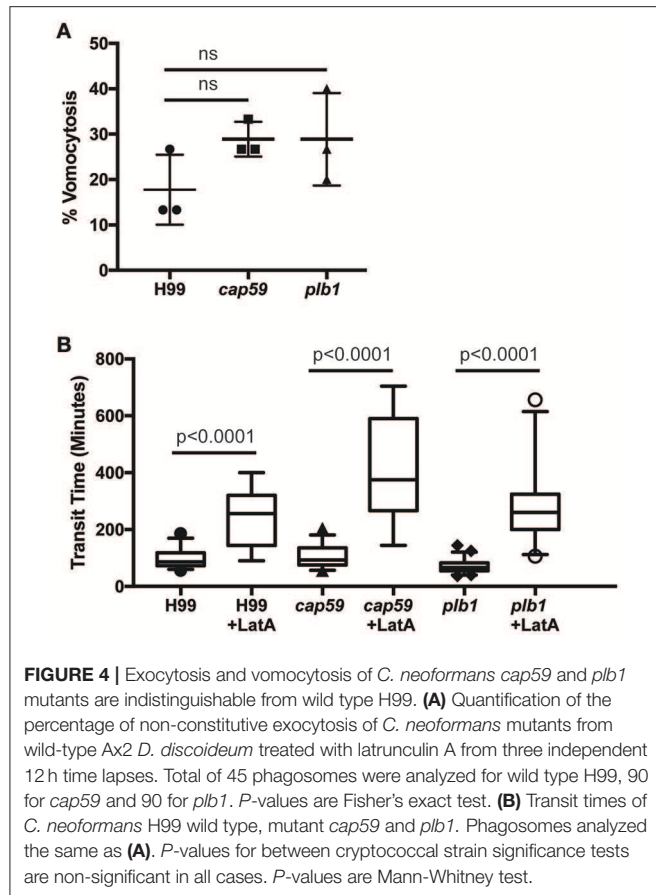 A
50
40
30
20
10
0
% Vomocytosis
ns
ns
H99
cap59
plb1
B
800
600
400
200
0
Transit Time (Minutes)
p<0.0001
p<0.0001
p<0.0001
H99
H99
+LatA
cap59
cap59
+LatA
plb1
plb1
+LatA
FIGURE 4 | Exocytosis and vomocytosis of C. neoformans cap59 and plb1
mutants are indistinguishable from wild type H99. (A) Quantification of the
percentage of non-constitutive exocytosis of C. neoformans mutants from
wild-type Ax2 D. discoideum treated with latrunculin A from three independent
12 h time lapses. Total of 45 phagosomes were analyzed for wild type H99, 90
for cap59 and 90 for plb1. P-values are Fisher's exact test. (B) Transit times of
C. neoformans H99 wild type, mutant cap59 and plb1. Phagosomes analyzed
the same as (A). P-values for between cryptococcal strain significance tests
are non-significant in all cases. P-values are Mann-Whitney test.